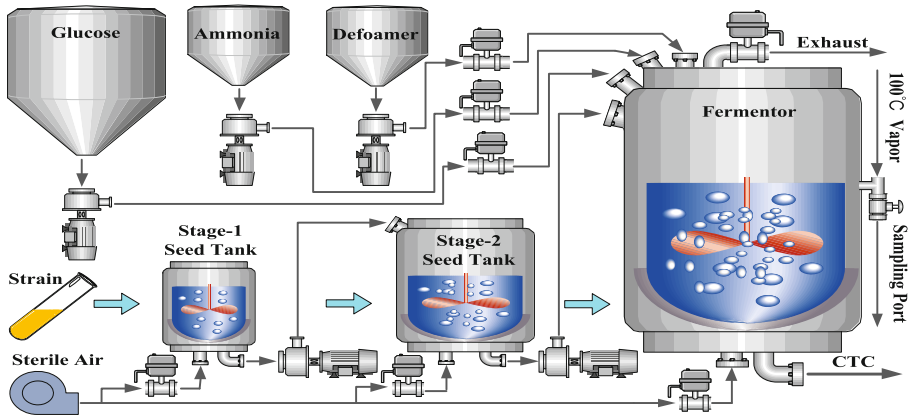 Glucose
Ammonia
Defoamer
Exhaust
Fermentor
100℃ Vapor
Sampling Port
Stage-1
Seed Tank
Stage-2
Seed Tank
Strain
Sterile Air
CTC